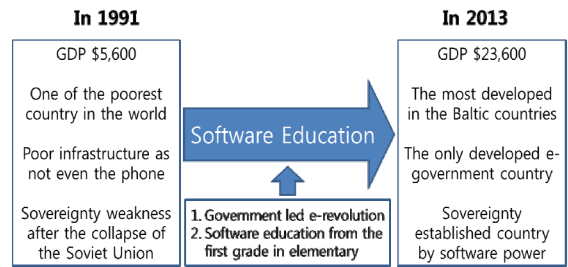 In 1991
GDP $5,600
One of the poorest
country in the world
Poor infrastructure as
not even the phone
Sovereignty weakness
after the collapse of
the Soviet Union
Software Education
1. Government led e-revolution
2. Software education from the
first grade in elementary
In 2013
GDP $23,600
The most developed
in the Baltic countries
The only developed e-
government country
Sovereignty
established country
by software power